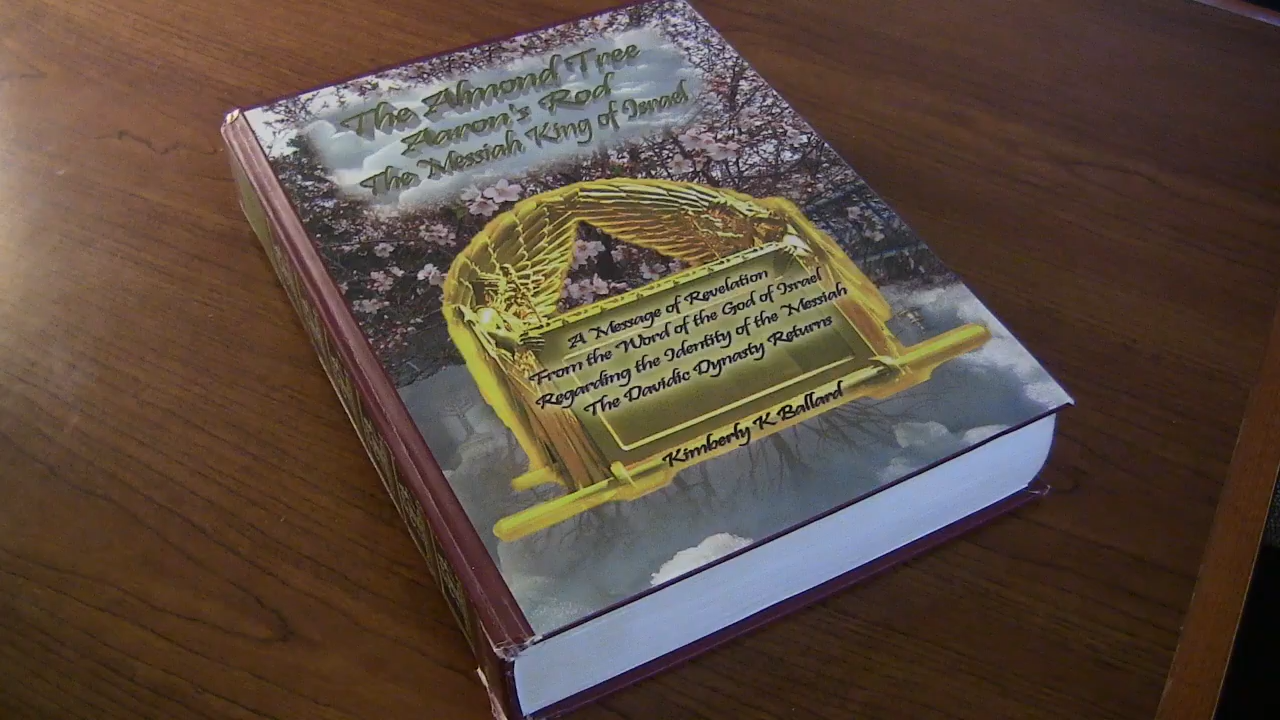 The Almond Tree
Aaron's Rod
The Messiah King of Israel
A Message of Revelation
From the Word of the God of Israel
Regarding the Identity of the Messiah
The Davidic Dynasty Returns
Kimberly K Ballard